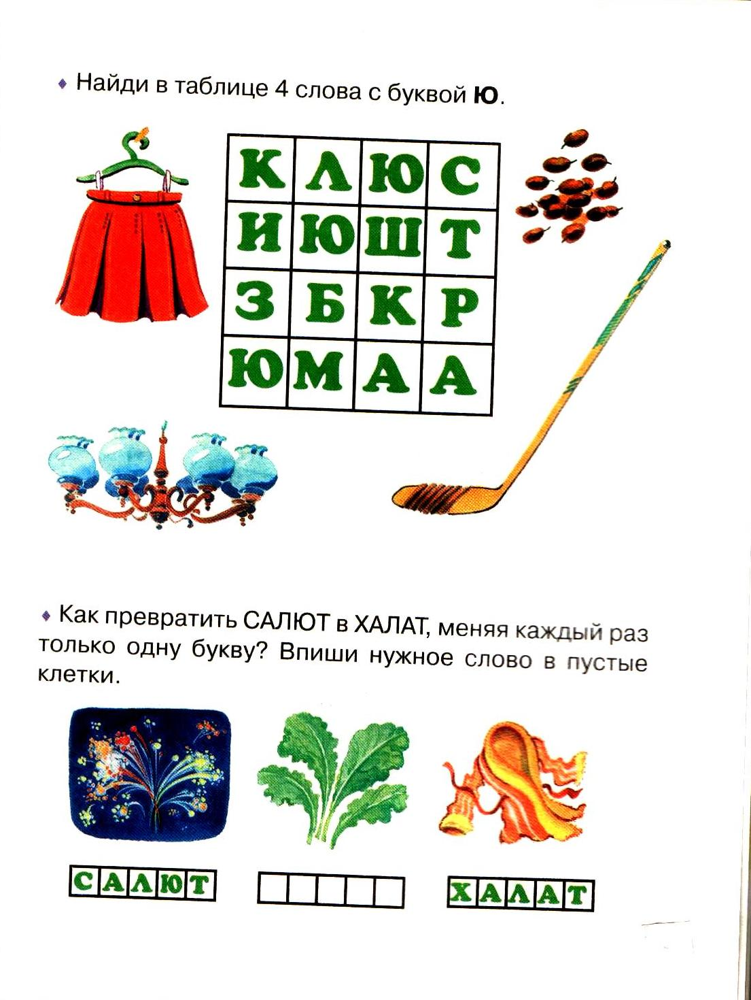 Найди в таблице 4 слова с буквой Ю.
К Л Ю С
И Ю Ш Т
З Б К Р
Ю М А А
Как превратить САЛЮТ в ХАЛАТ, меняя каждый раз
только одну букву? Впиши нужное слово в пустые
клетки.
САЛЮТ
ХАЛАТ